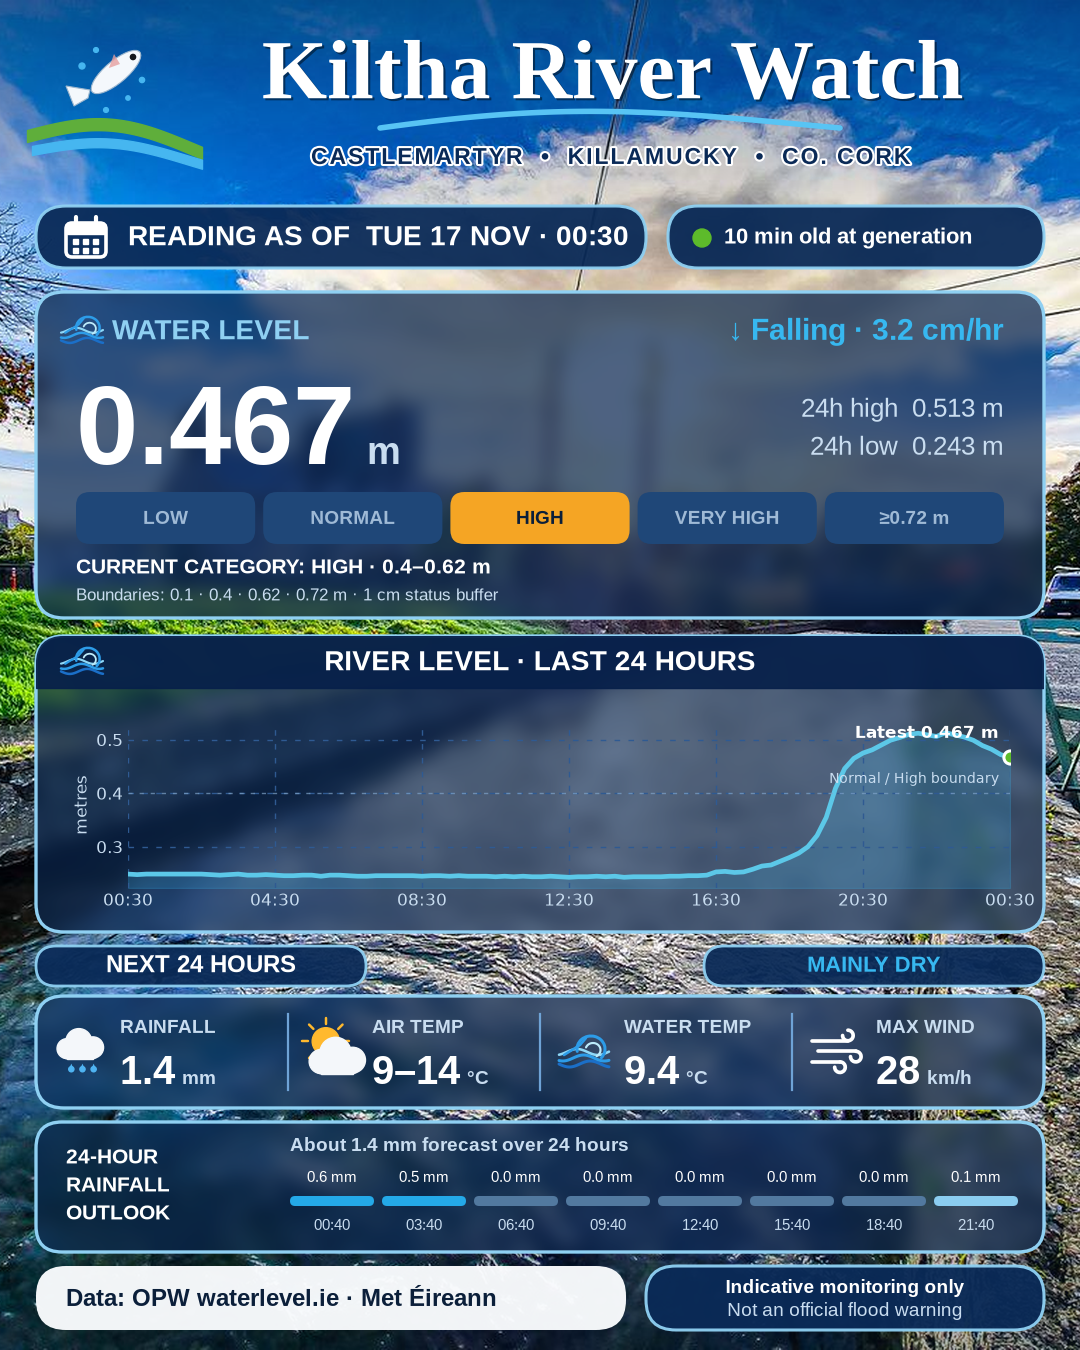 Kiltha River Watch
CASTLEMARTYR • KILLAMUCKY • CO. CORK
READING AS OF TUE 17 NOV · 00:30
10 min old at generation
WATER LEVEL
↓ Falling · 3.2 cm/hr
0.467 m
24h high 0.513 m
24h low 0.243 m
LOW
NORMAL
HIGH
VERY HIGH
≥0.72 m
CURRENT CATEGORY: HIGH · 0.4–0.62 m
Boundaries: 0.1 · 0.4 · 0.62 · 0.72 m · 1 cm status buffer
RIVER LEVEL · LAST 24 HOURS
Latest 0.467 m
Normal / High boundary
metres
0.5
0.4
0.3
00:30 04:30 08:30 12:30 16:30 20:30 00:30
NEXT 24 HOURS
MAINLY DRY
RAINFALL
1.4 mm
AIR TEMP
9–14 °C
WATER TEMP
9.4 °C
MAX WIND
28 km/h
24-HOUR
RAINFALL
OUTLOOK
About 1.4 mm forecast over 24 hours
0.6 mm 0.5 mm 0.0 mm 0.0 mm 0.0 mm 0.0 mm 0.0 mm 0.1 mm
00:40 03:40 06:40 09:40 12:40 15:40 18:40 21:40
Data: OPW waterlevel.ie · Met Éireann
Indicative monitoring only
Not an official flood warning